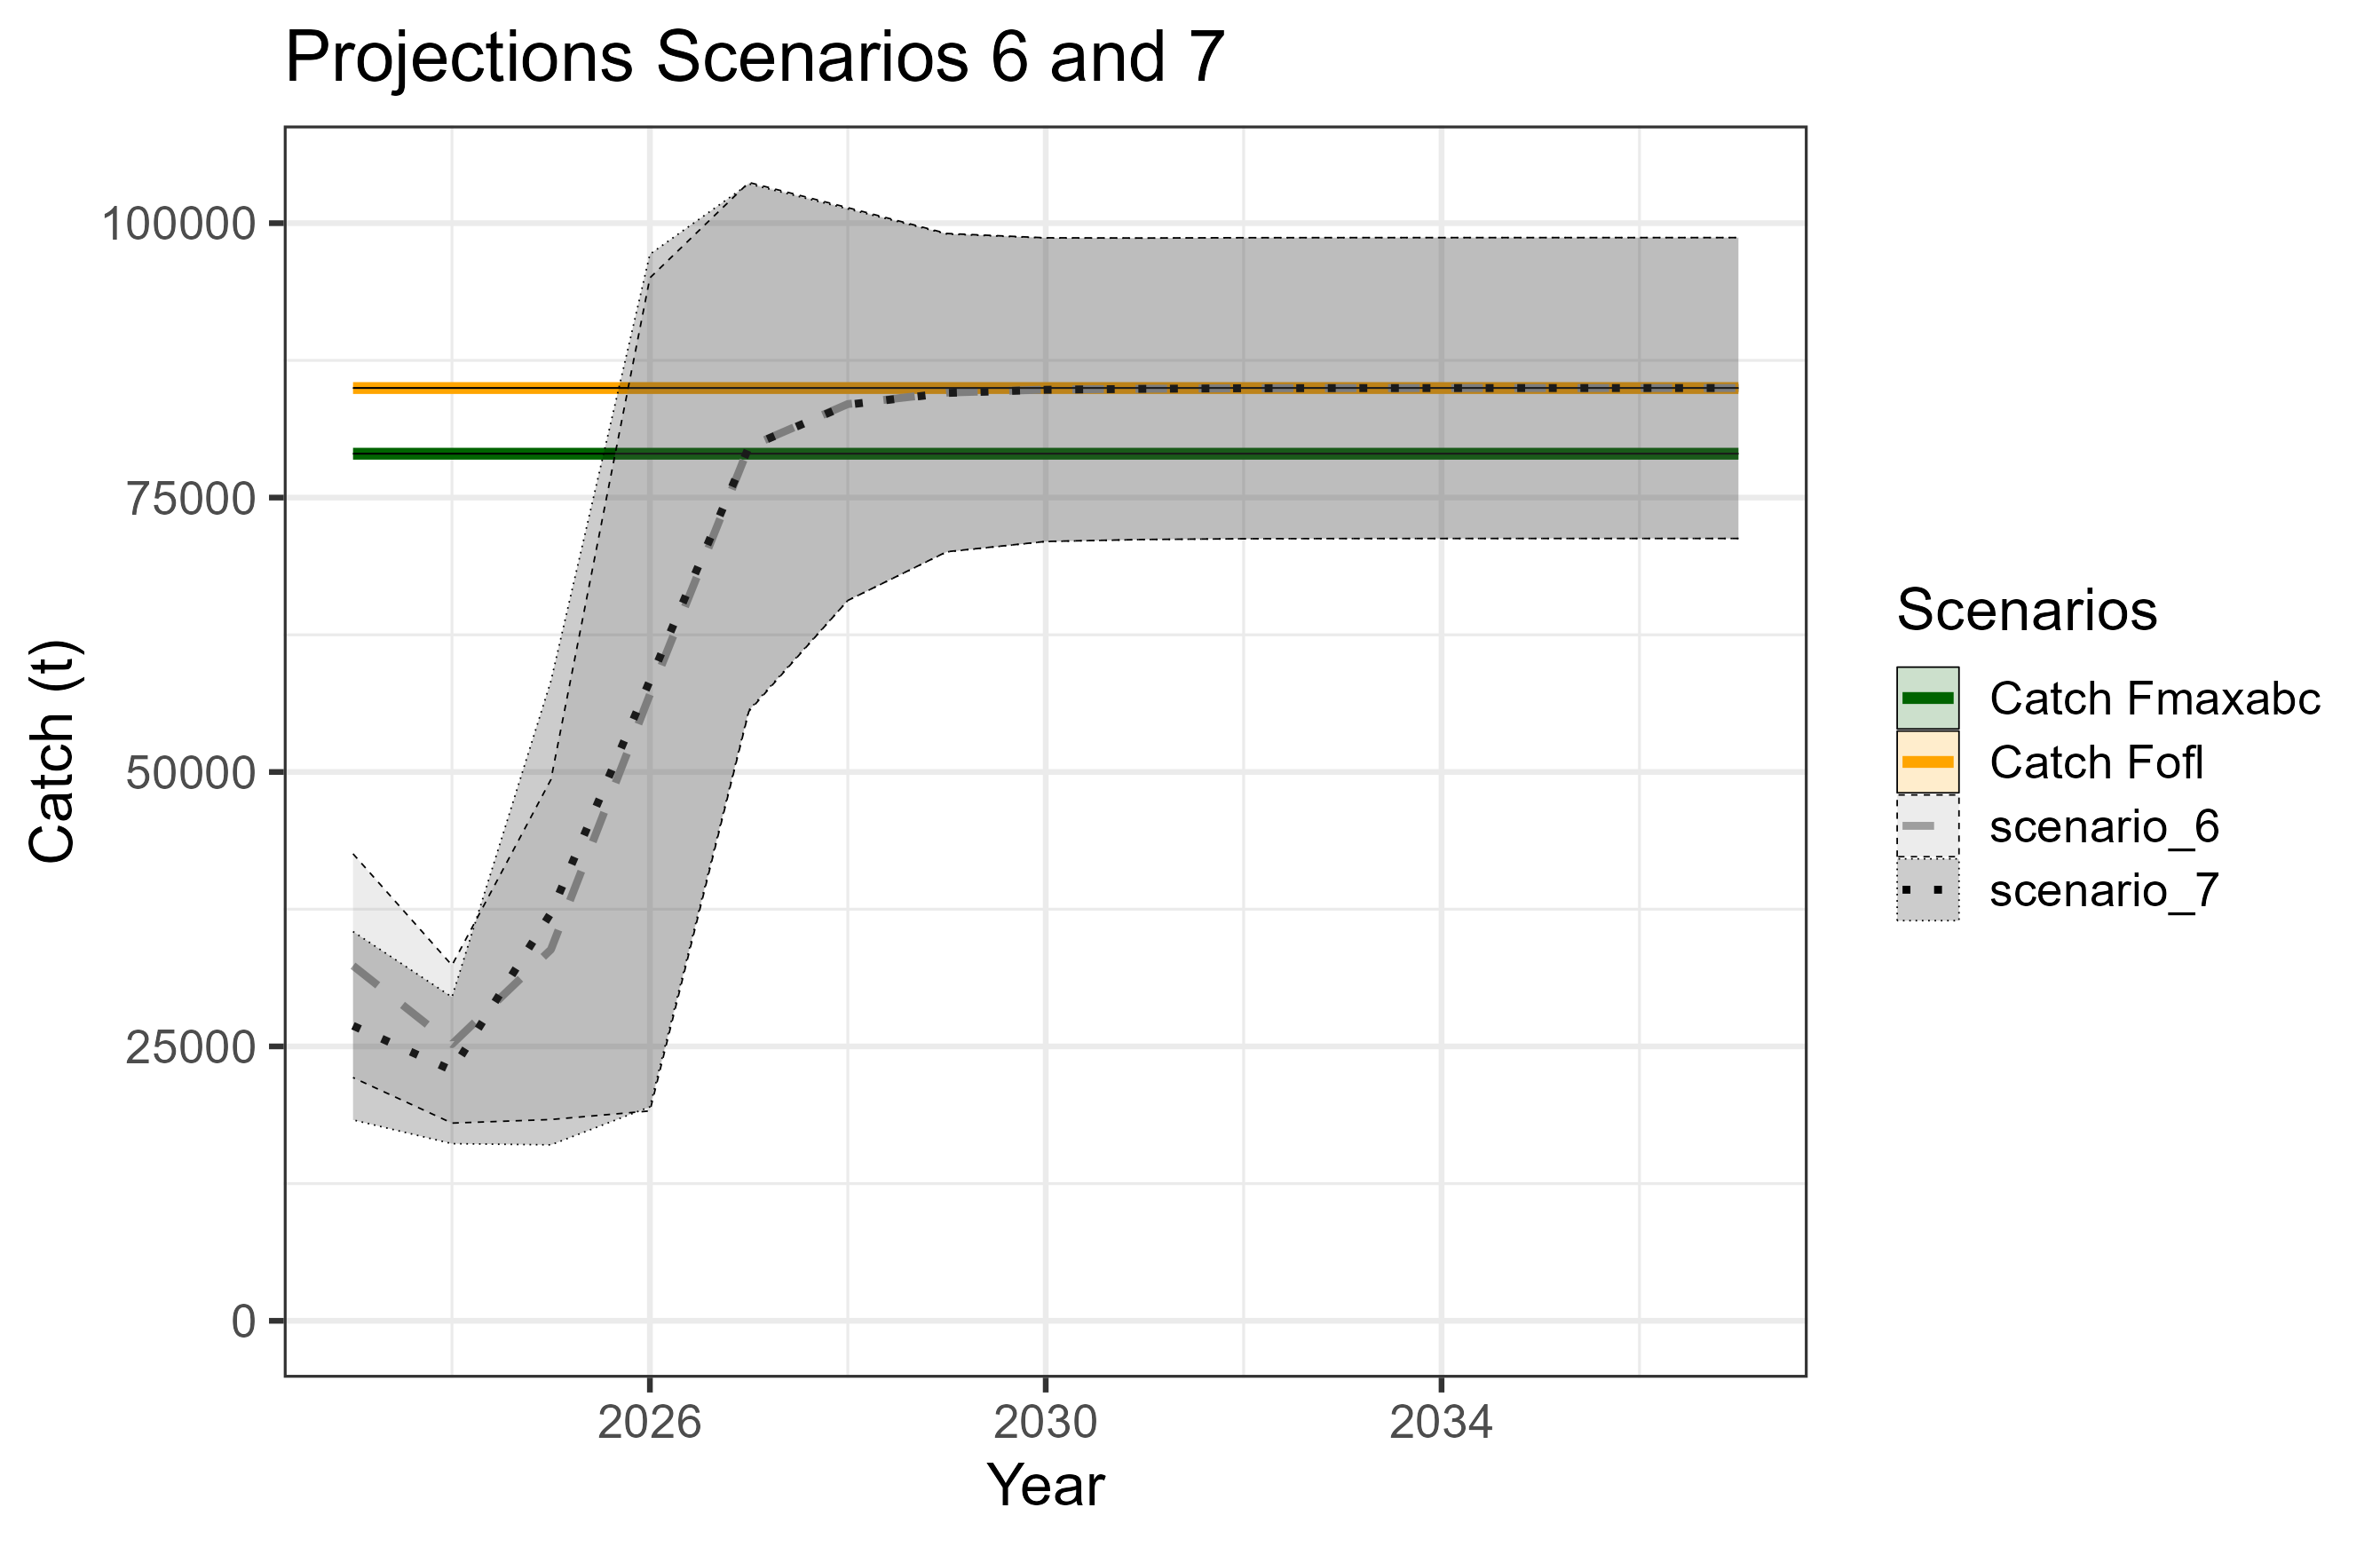 Projections Scenarios 6 and 7
100000
75000
50000
25000
0
Catch (t)
2026 2030 2034
Year
Scenarios
Catch Fmaxabc
Catch Fofl
scenario_6
scenario_7